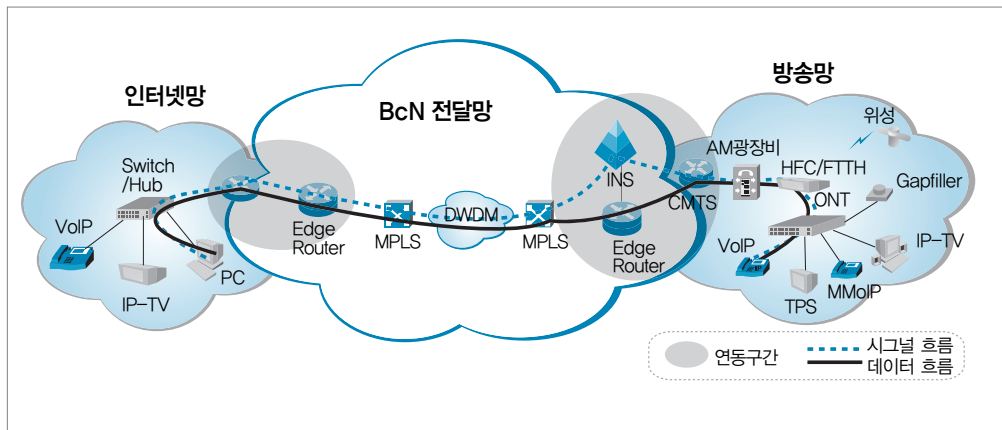 인터넷망
BcN 전달망
방송망
위성
Switch
/Hub
AM광장비
HFC/FTTH
INS
Gapfiller
CMTS
ONT
DWDM
VoIP
Edge
Router
MPLS
MPLS
Edge
Router
VoIP
IP-TV
IP-TV
PC
TPS
MMoIP
연동구간
시그널 흐름
데이터 흐름